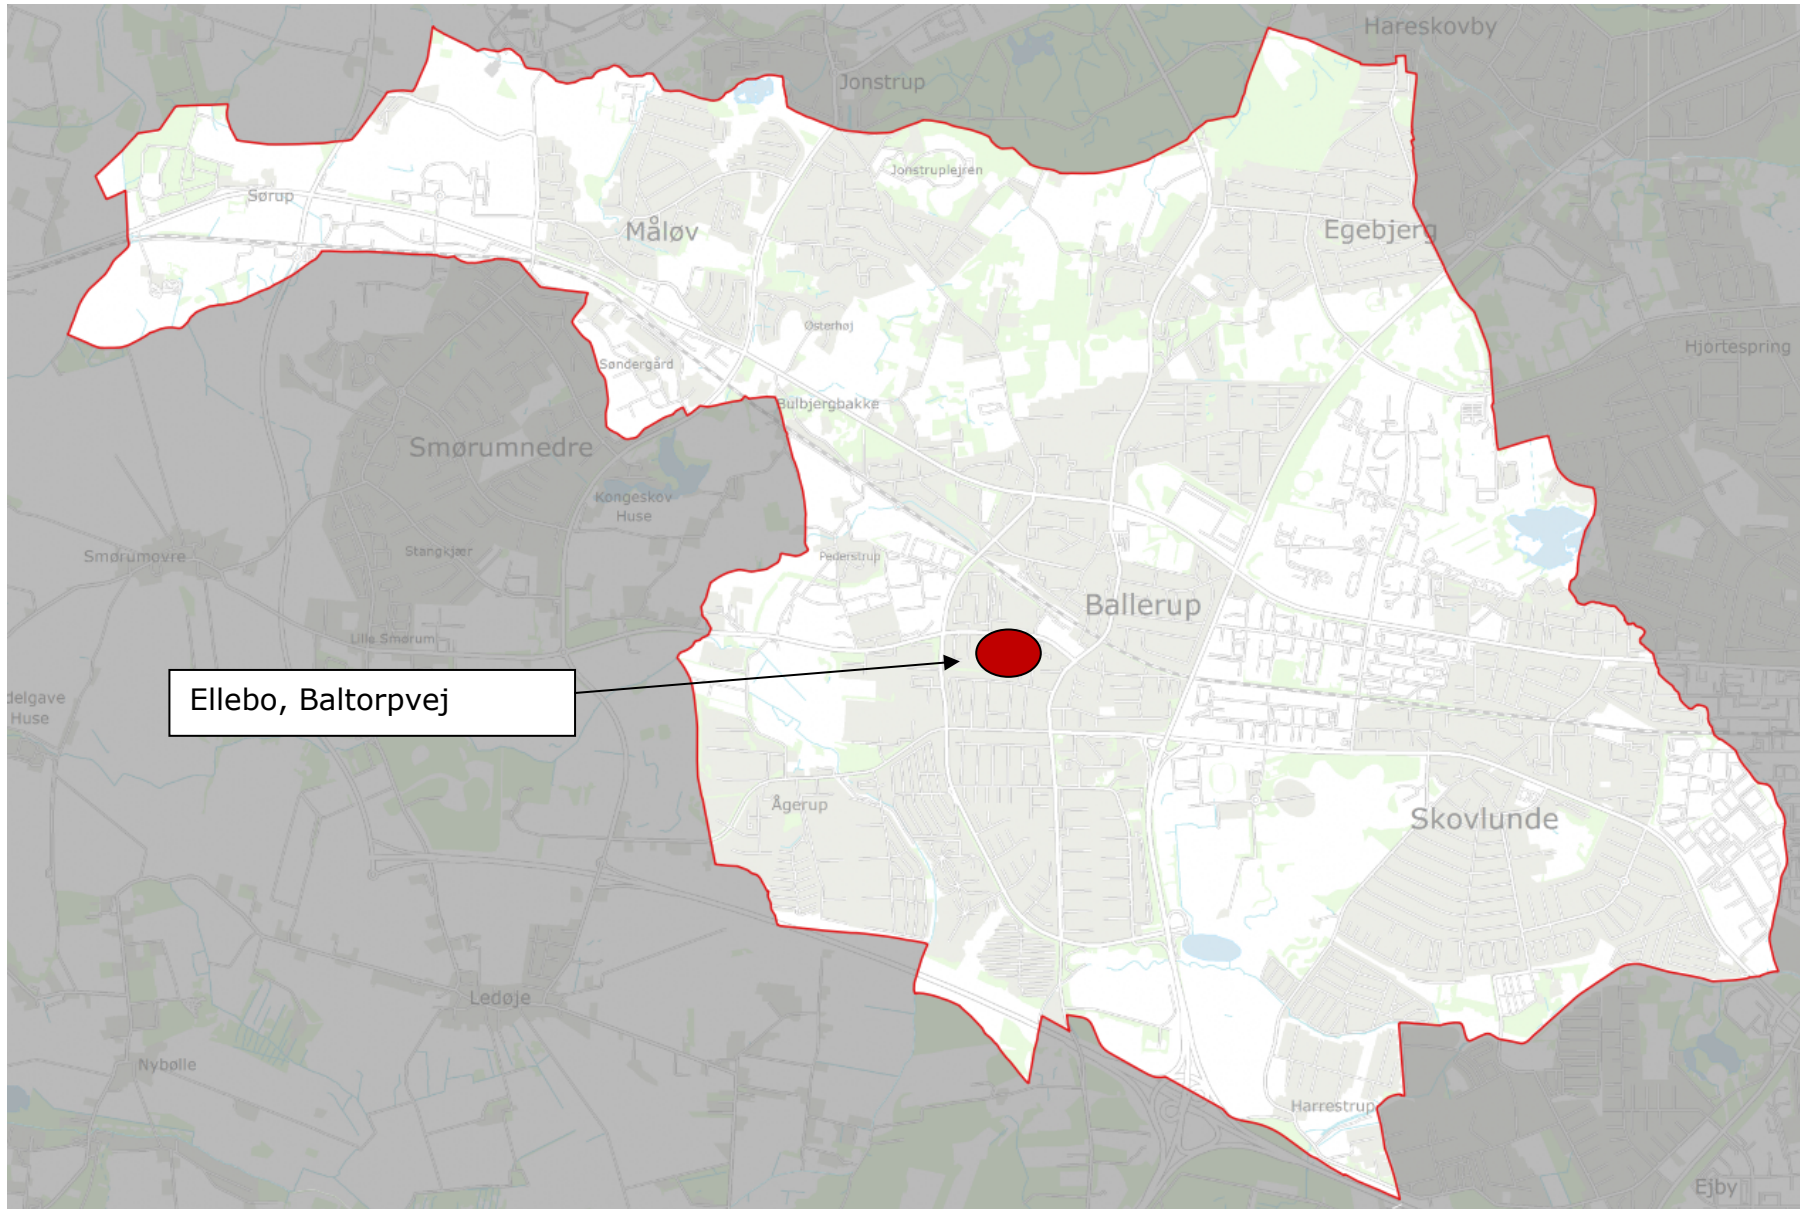 Hareskovby
Jonstrup
Jonstruplejren
Sørup
Måløv
Egebjerg
Østerhøj
Hjortespring
Søndergård
Bulbjergbakke
Smørumnedre
Kongeskov
Huse
Stangkjær
Smørumovre
Pederstrup
Ballerup
Lille Smørum
Ellebo, Baltorpvej
delgave
Huse
Ågerup
Skovlunde
Ledøje
Nybølle
Harrestrup
Ejby